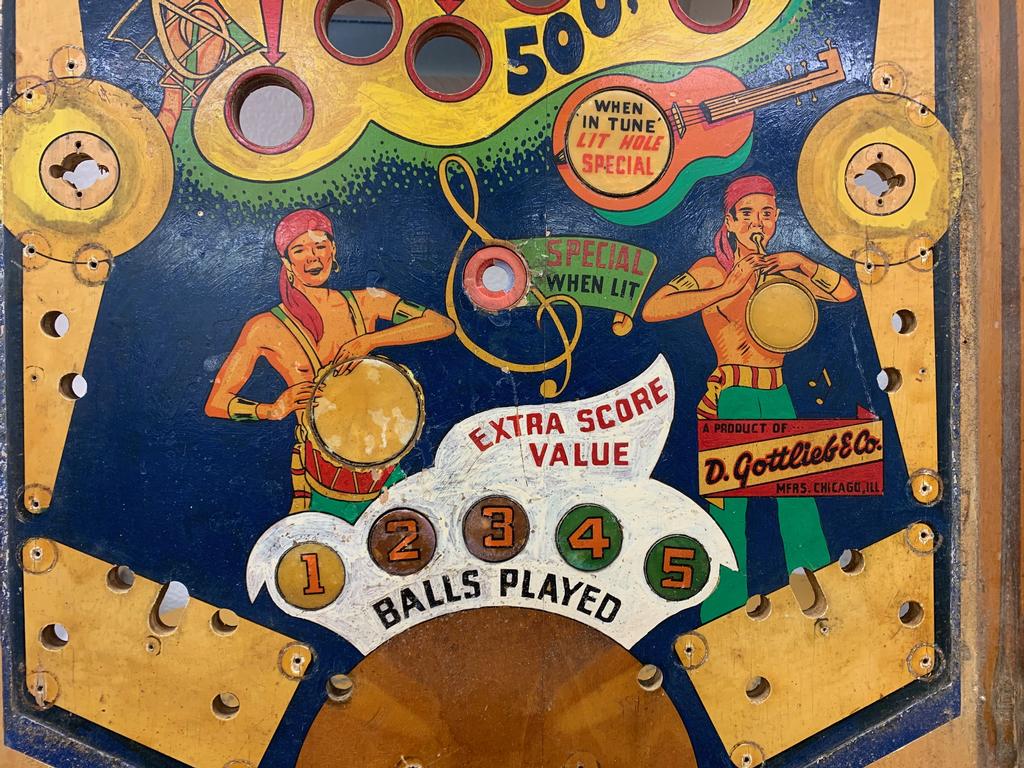 500
WHEN
'IN TUNE'
LIT HOLE
SPECIAL
SPECIAL
WHEN LIT
EXTRA SCORE
VALUE
A PRODUCT OF ...
D. Gottlieb & Co.
MFRS. CHICAGO, ILL.
1 2 3 4 5
BALLS PLAYED